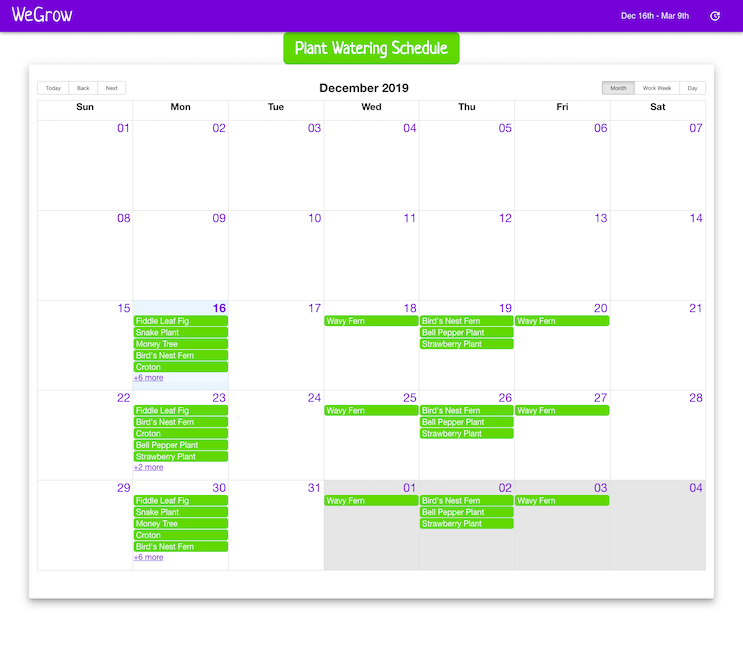 WeGrow
Dec 16th - Mar 9th
Plant Watering Schedule
Today Back Next
December 2019
Month Work Week Day
Sun Mon Tue Wed Thu Fri Sat
01 02 03 04 05 06 07
08 09 10 11 12 13 14
15 16 17 18 19 20 21
Fiddle Leaf Fig Wavy Fern Bird's Nest Fern Wavy Fern
Snake Plant Bell Pepper Plant
Money Tree Strawberry Plant
Bird's Nest Fern
Croton
+6 more
22 23 24 25 26 27 28
Fiddle Leaf Fig Wavy Fern Bird's Nest Fern Wavy Fern
Bird's Nest Fern Bell Pepper Plant
Croton Strawberry Plant
Bell Pepper Plant
Strawberry Plant
+2 more
29 30 31 01 02 03 04
Fiddle Leaf Fig Wavy Fern Bird's Nest Fern Wavy Fern
Snake Plant Bell Pepper Plant
Money Tree Strawberry Plant
Croton
Bird's Nest Fern
+6 more